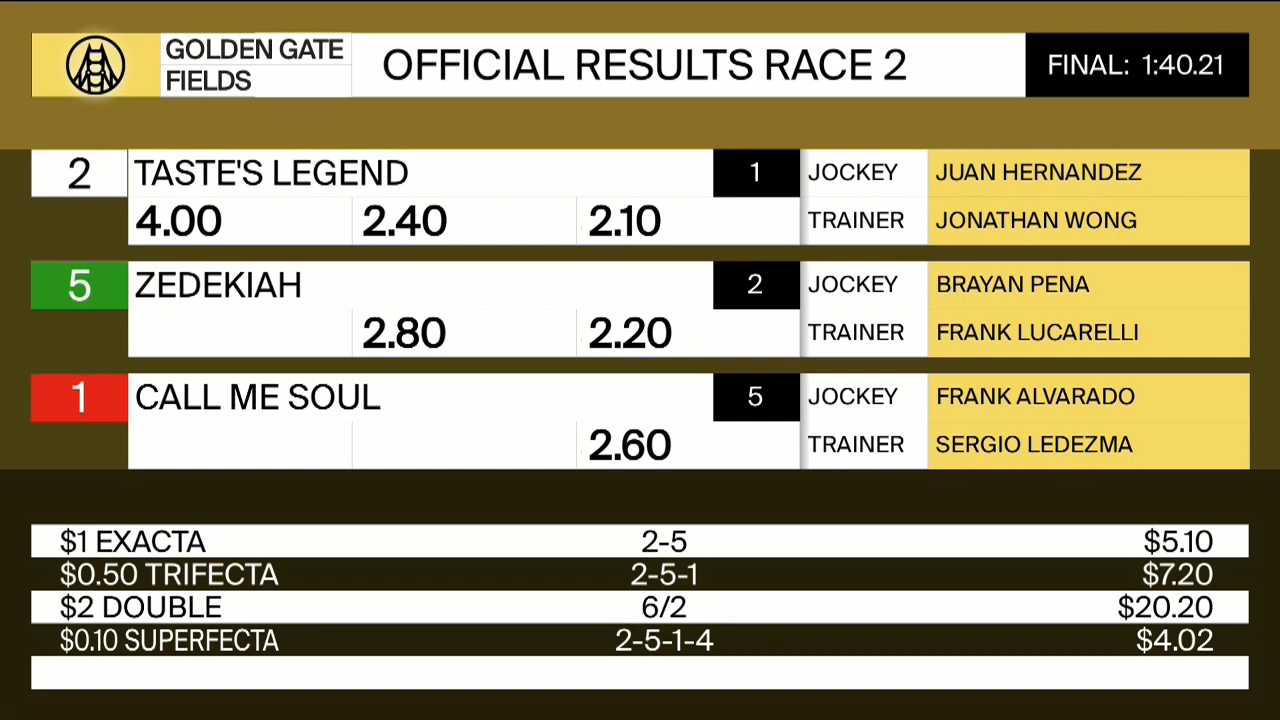 GOLDEN GATE
FIELDS
OFFICIAL RESULTS RACE 2
FINAL: 1:40.21
2 TASTE'S LEGEND 1 JOCKEY JUAN HERNANDEZ
4.00 2.40 2.10 TRAINER JONATHAN WONG
5 ZEDEKIAH 2 JOCKEY BRAYAN PENA
2.80 2.20 TRAINER FRANK LUCARELLI
1 CALL ME SOUL 5 JOCKEY FRANK ALVARADO
2.60 TRAINER SERGIO LEDEZMA
$1 EXACTA 2-5 $5.10
$0.50 TRIFECTA 2-5-1 $7.20
$2 DOUBLE 6/2 $20.20
$0.10 SUPERFECTA 2-5-1-4 $4.02